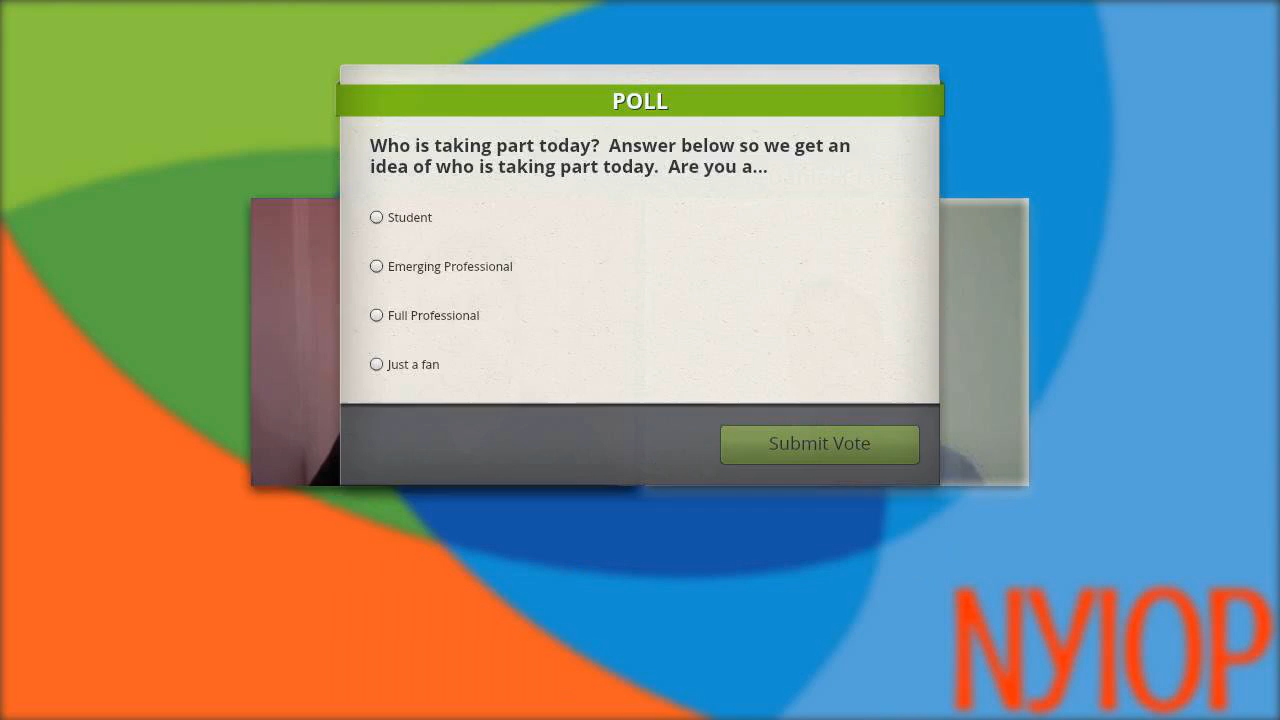 POLL
Who is taking part today?  Answer below so we get an
idea of who is taking part today.  Are you a...
Student
Emerging Professional
Full Professional
Just a fan
Submit Vote
NYIOP